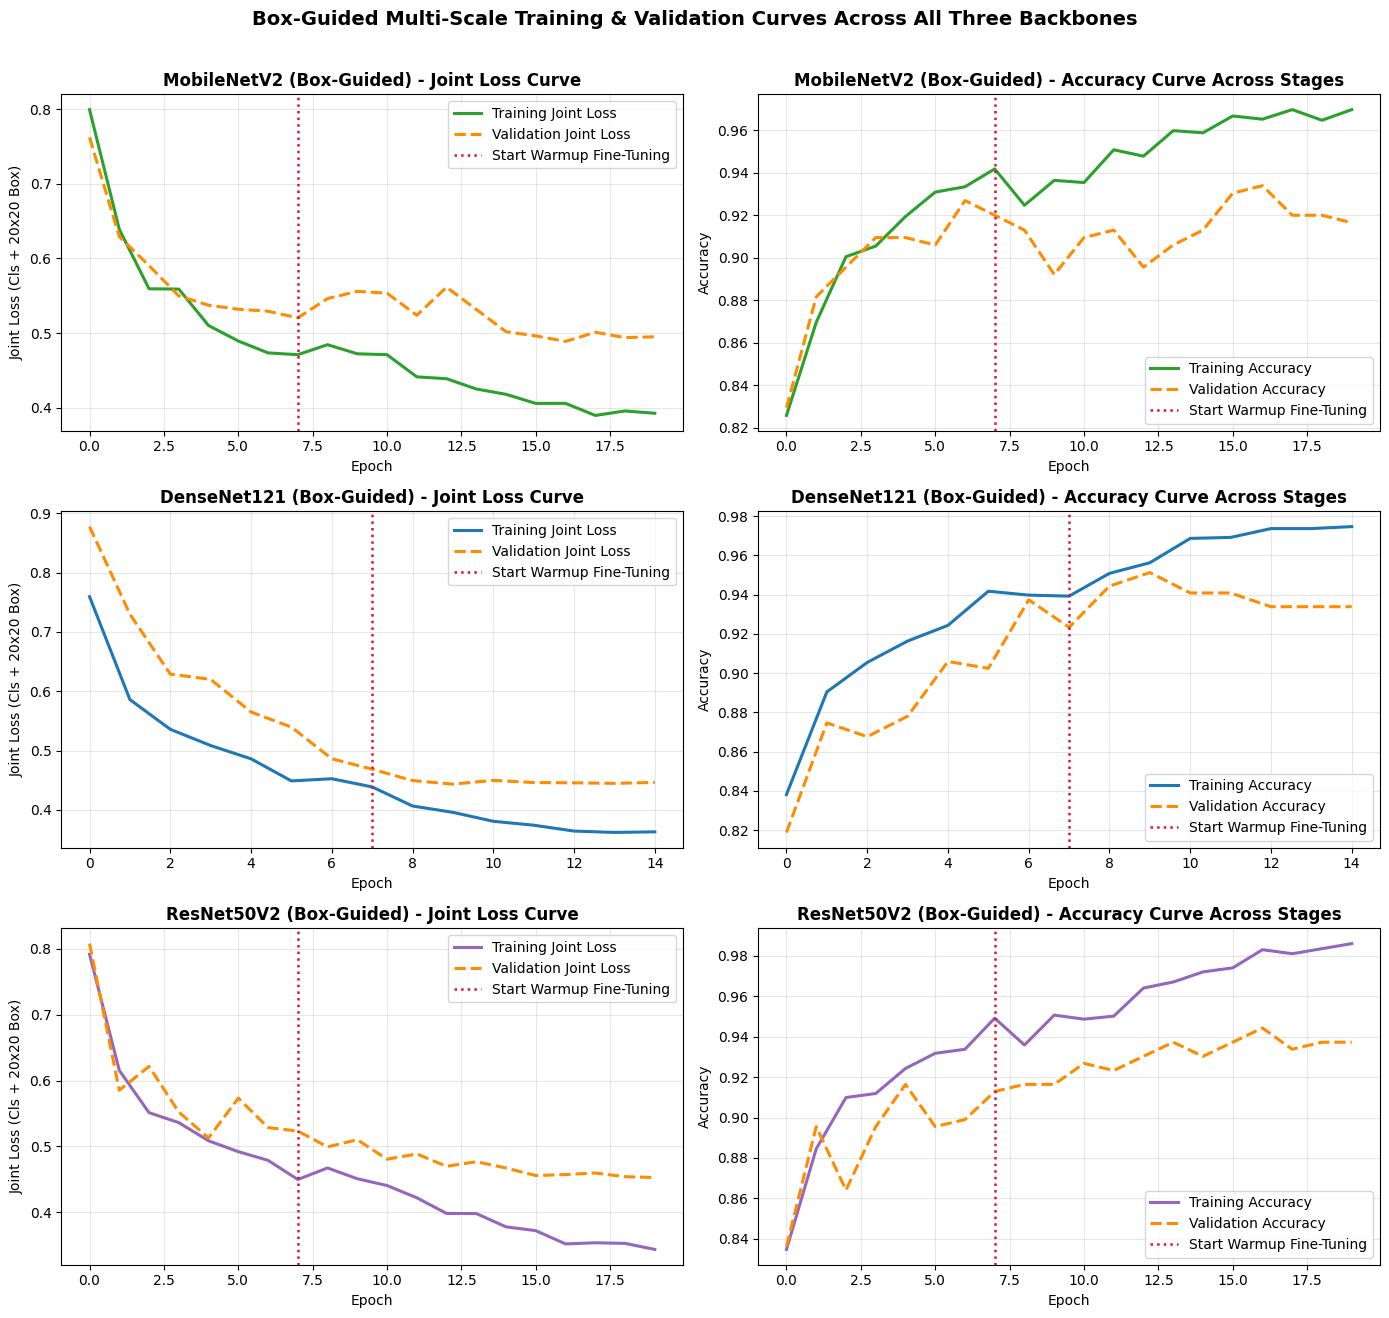 Box-Guided Multi-Scale Training & Validation Curves Across All Three Backbones
MobileNetV2 (Box-Guided) - Joint Loss Curve
Joint Loss (Cls + 20x20 Box)
0.8
0.7
0.6
0.5
0.4
Training Joint Loss
Validation Joint Loss
Start Warmup Fine-Tuning
0.0 2.5 5.0 7.5 10.0 12.5 15.0 17.5
Epoch
MobileNetV2 (Box-Guided) - Accuracy Curve Across Stages
Accuracy
0.96
0.94
0.92
0.90
0.88
0.86
0.84
0.82
Training Accuracy
Validation Accuracy
Start Warmup Fine-Tuning
0.0 2.5 5.0 7.5 10.0 12.5 15.0 17.5
Epoch
DenseNet121 (Box-Guided) - Joint Loss Curve
Joint Loss (Cls + 20x20 Box)
0.9
0.8
0.7
0.6
0.5
0.4
Training Joint Loss
Validation Joint Loss
Start Warmup Fine-Tuning
0 2 4 6 8 10 12 14
Epoch
DenseNet121 (Box-Guided) - Accuracy Curve Across Stages
Accuracy
0.98
0.96
0.94
0.92
0.90
0.88
0.86
0.84
0.82
Training Accuracy
Validation Accuracy
Start Warmup Fine-Tuning
0 2 4 6 8 10 12 14
Epoch
ResNet50V2 (Box-Guided) - Joint Loss Curve
Joint Loss (Cls + 20x20 Box)
0.8
0.7
0.6
0.5
0.4
Training Joint Loss
Validation Joint Loss
Start Warmup Fine-Tuning
0.0 2.5 5.0 7.5 10.0 12.5 15.0 17.5
Epoch
ResNet50V2 (Box-Guided) - Accuracy Curve Across Stages
Accuracy
0.98
0.96
0.94
0.92
0.90
0.88
0.86
0.84
Training Accuracy
Validation Accuracy
Start Warmup Fine-Tuning
0.0 2.5 5.0 7.5 10.0 12.5 15.0 17.5
Epoch